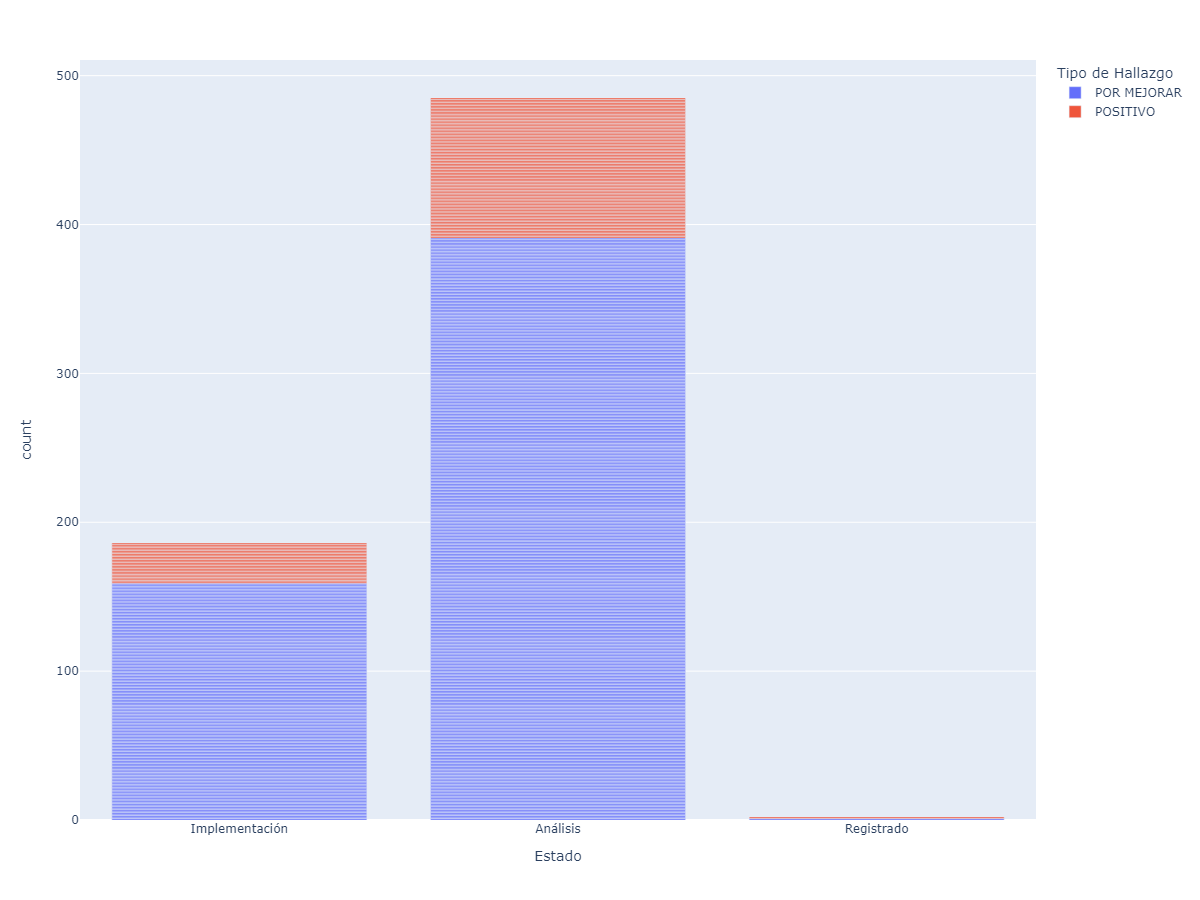 Tipo de Hallazgo
POR MEJORAR
POSITIVO
500
400
300
200
100
0
count
Implementación
Análisis
Registrado
Estado